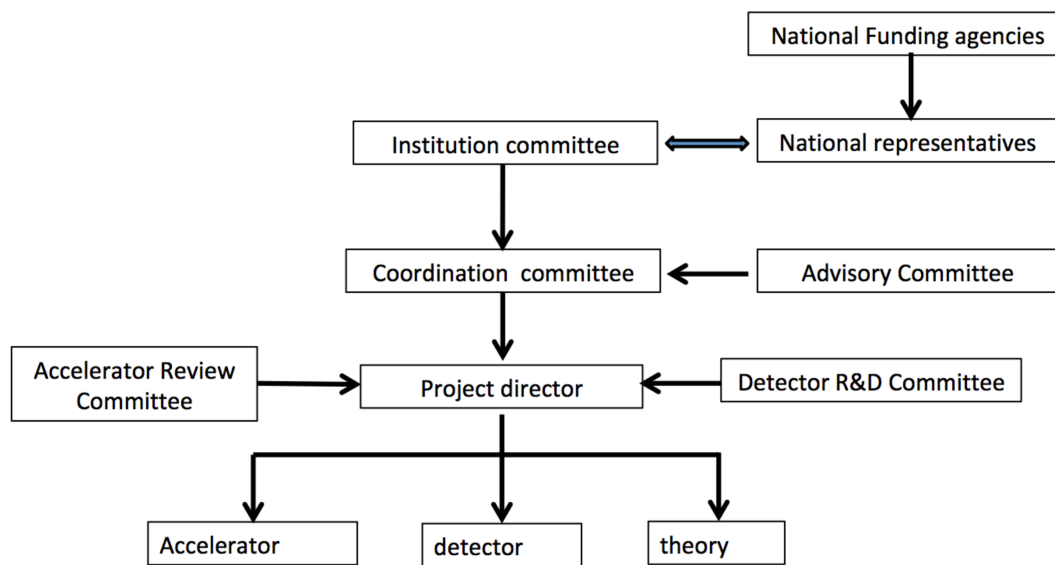 National Funding agencies
Institution committee
National representatives
Coordination committee
Advisory Committee
Accelerator Review
Committee
Project director
Detector R&D Committee
Accelerator
detector
theory